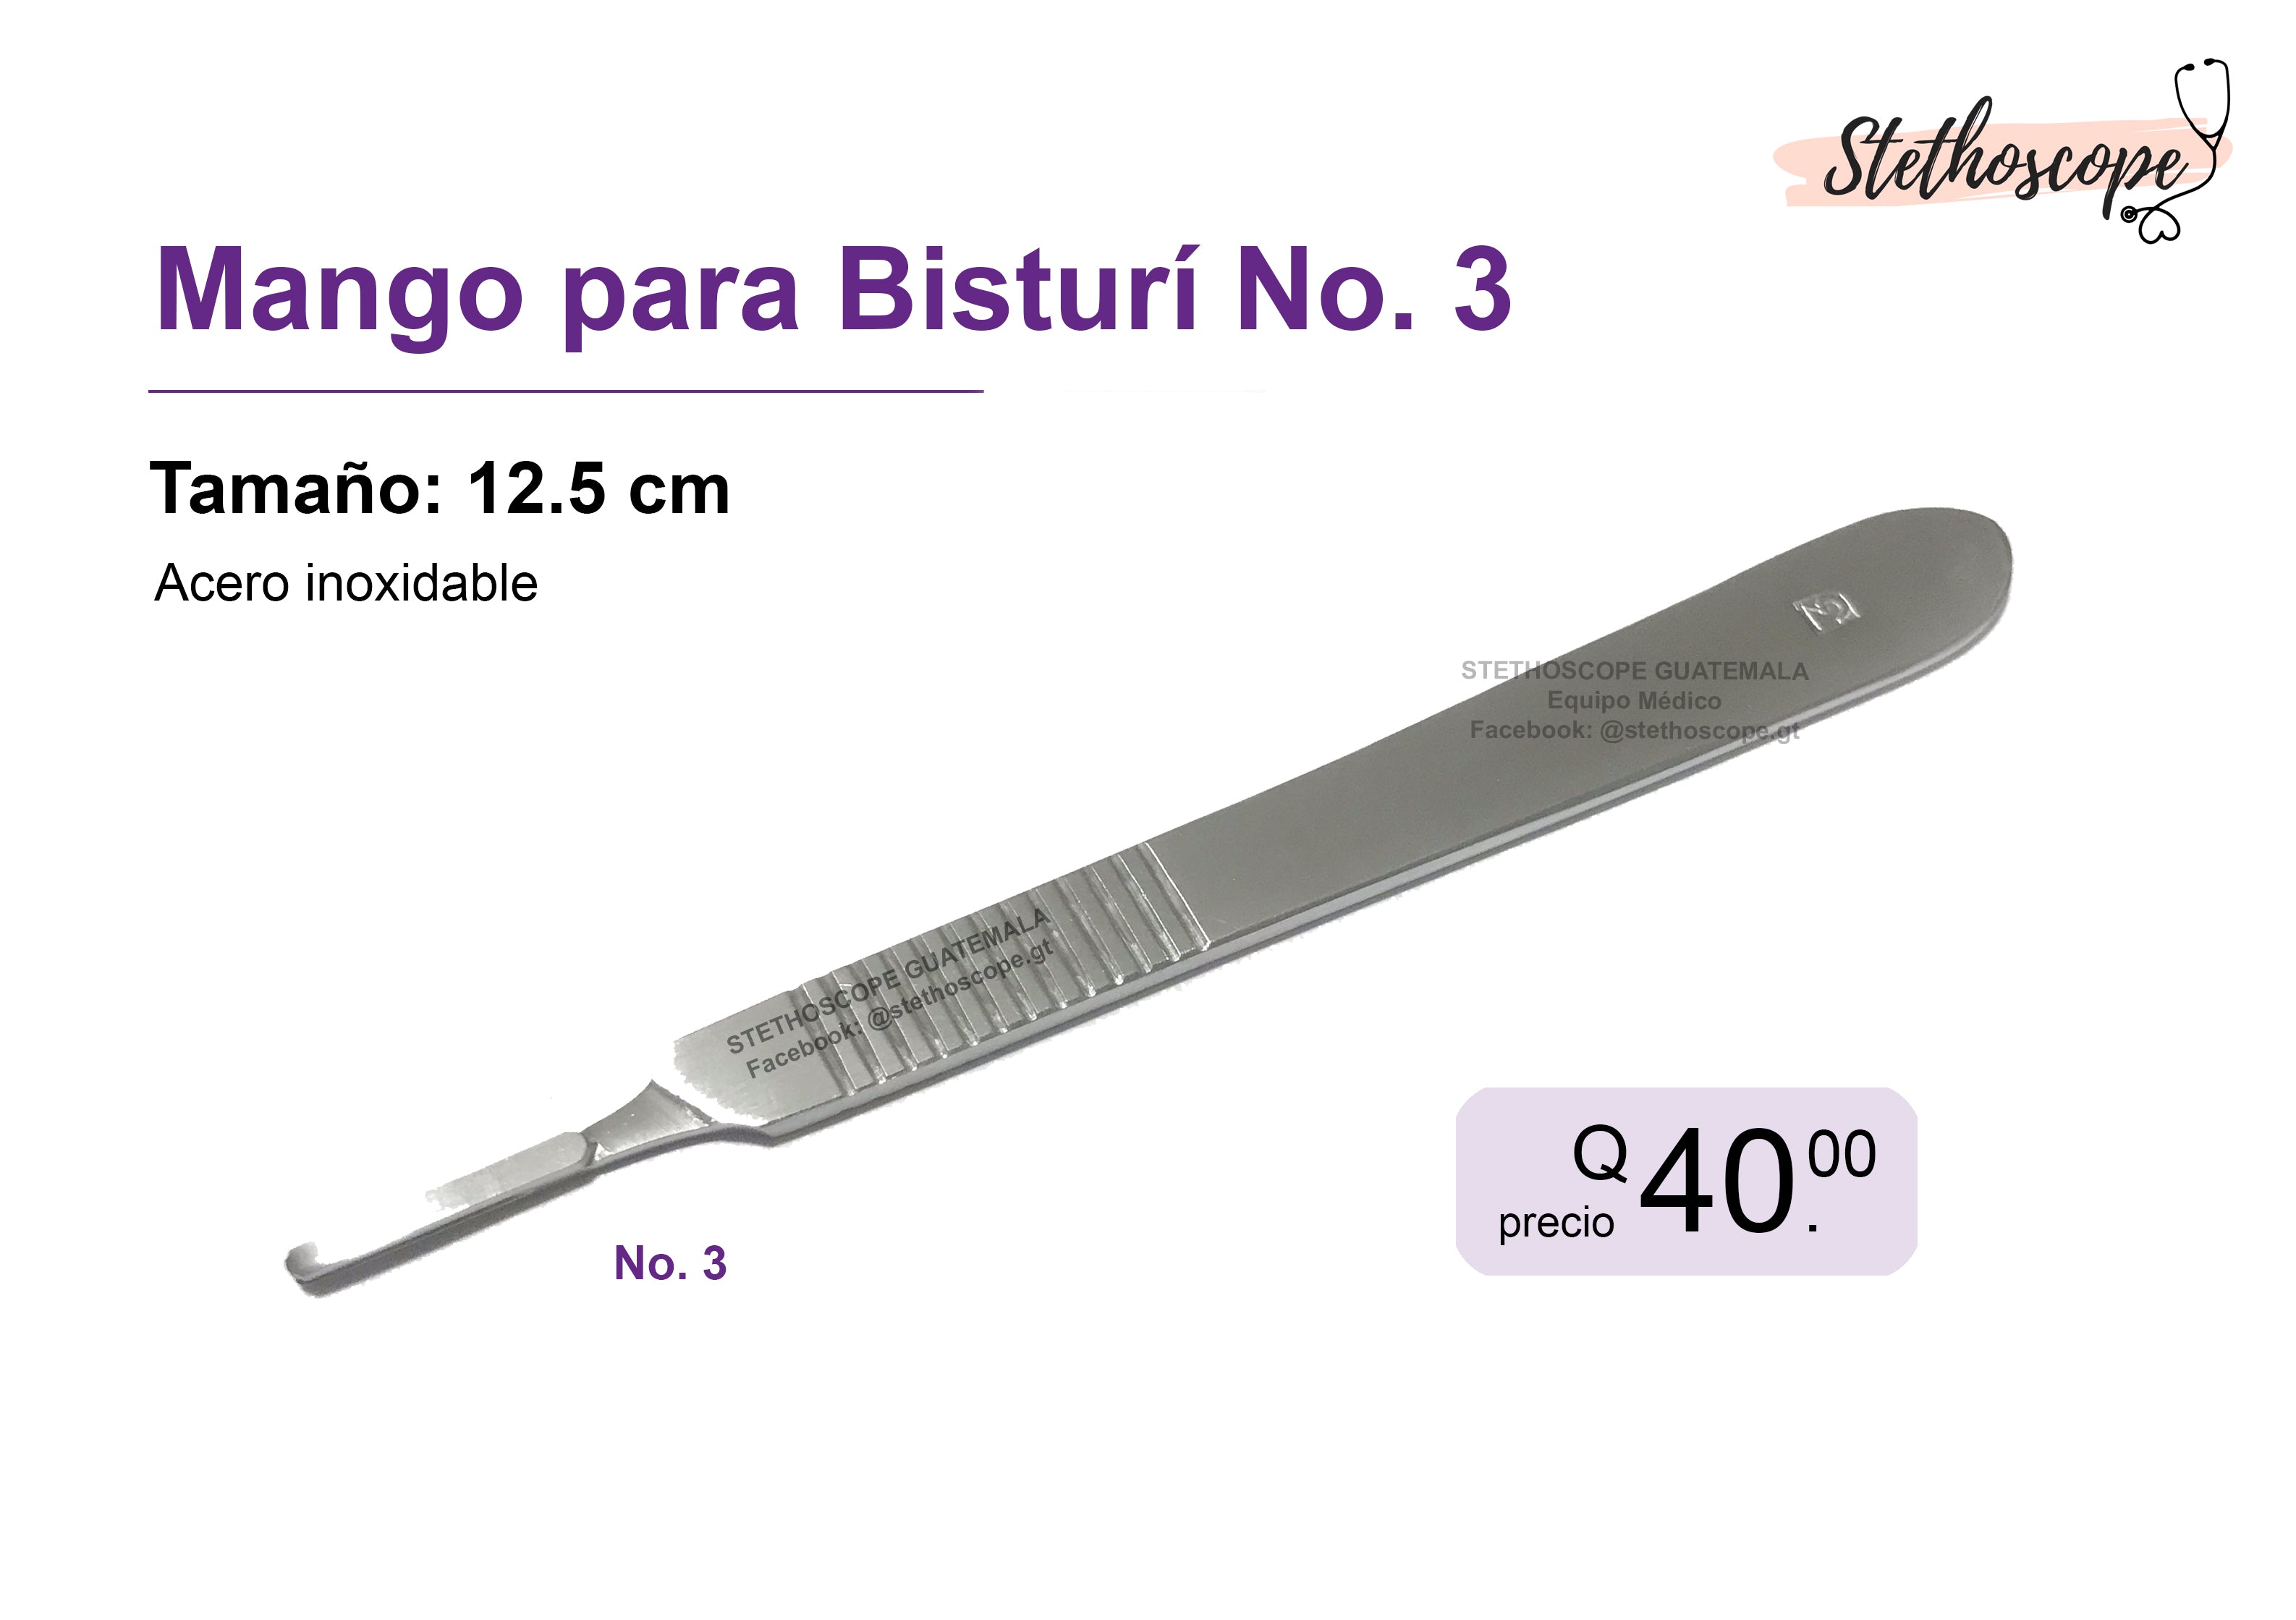 Stethoscope
Mango para Bisturí No. 3
Tamaño: 12.5 cm
Acero inoxidable
STETHOSCOPE GUATEMALA
Equipo Médico
Facebook: @stethoscope.gt
STETHOSCOPE GUATEMALA
Facebook: @stethoscope.gt
No. 3
Q 40.00
precio